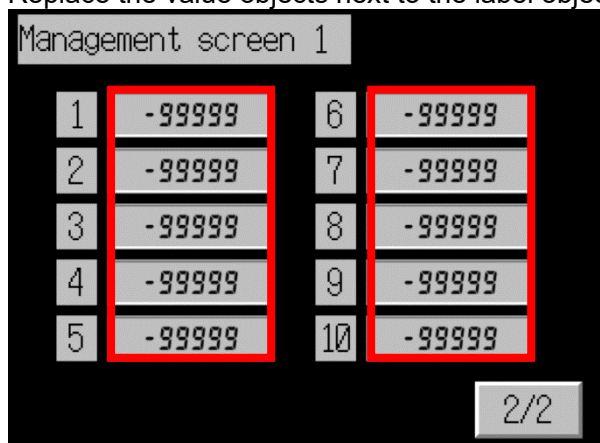 Replace the value objects next to the label obje
Management screen 1
1 -99999 6 -99999
2 -99999 7 -99999
3 -99999 8 -99999
4 -99999 9 -99999
5 -99999 10 -99999
2/2